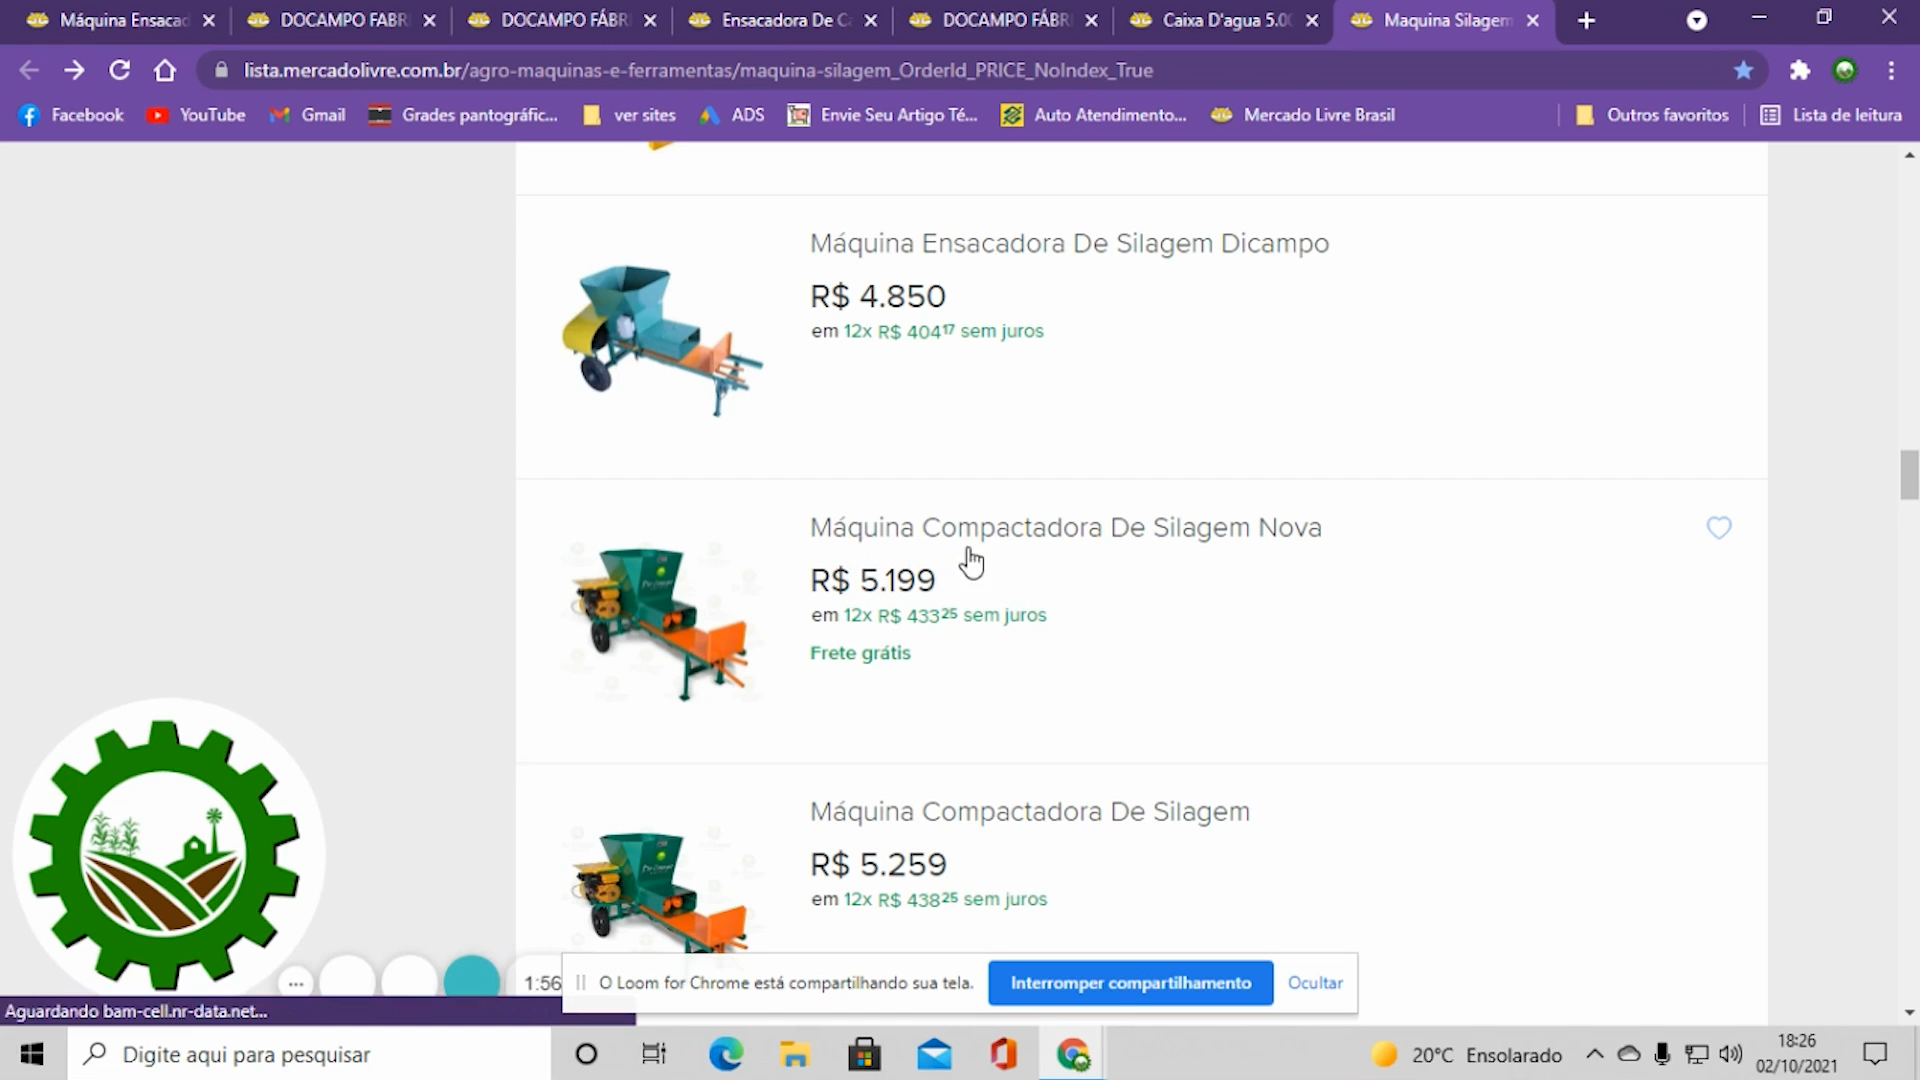 Máquina Ensacad
DOCAMPO FABRI
DOCAMPO FÁBRI
Ensacadora De Ca
DOCAMPO FÁBRI
Caixa D'agua 5.00
Maquina Silagem
lista.mercadolivre.com.br/agro-maquinas-e-ferramentas/maquina-silagem_OrderId_PRICE_NoIndex_True
Facebook
YouTube
Gmail
Grades pantográfic...
ver sites
ADS
Envie Seu Artigo Té...
Auto Atendimento...
Mercado Livre Brasil
Outros favoritos
Lista de leitura
Máquina Ensacadora De Silagem Dicampo
R$ 4.850
em 12x R$ 404¹⁷ sem juros
Máquina Compactadora De Silagem Nova
R$ 5.199
em 12x R$ 433²⁵ sem juros
Frete grátis
Máquina Compactadora De Silagem
R$ 5.259
em 12x R$ 438²⁵ sem juros
1:56
O Loom for Chrome está compartilhando sua tela.
Interromper compartilhamento
Ocultar
Aguardando bam-cell.nr-data.net...
Digite aqui para pesquisar
20°C Ensolarado
18:26
02/10/2021